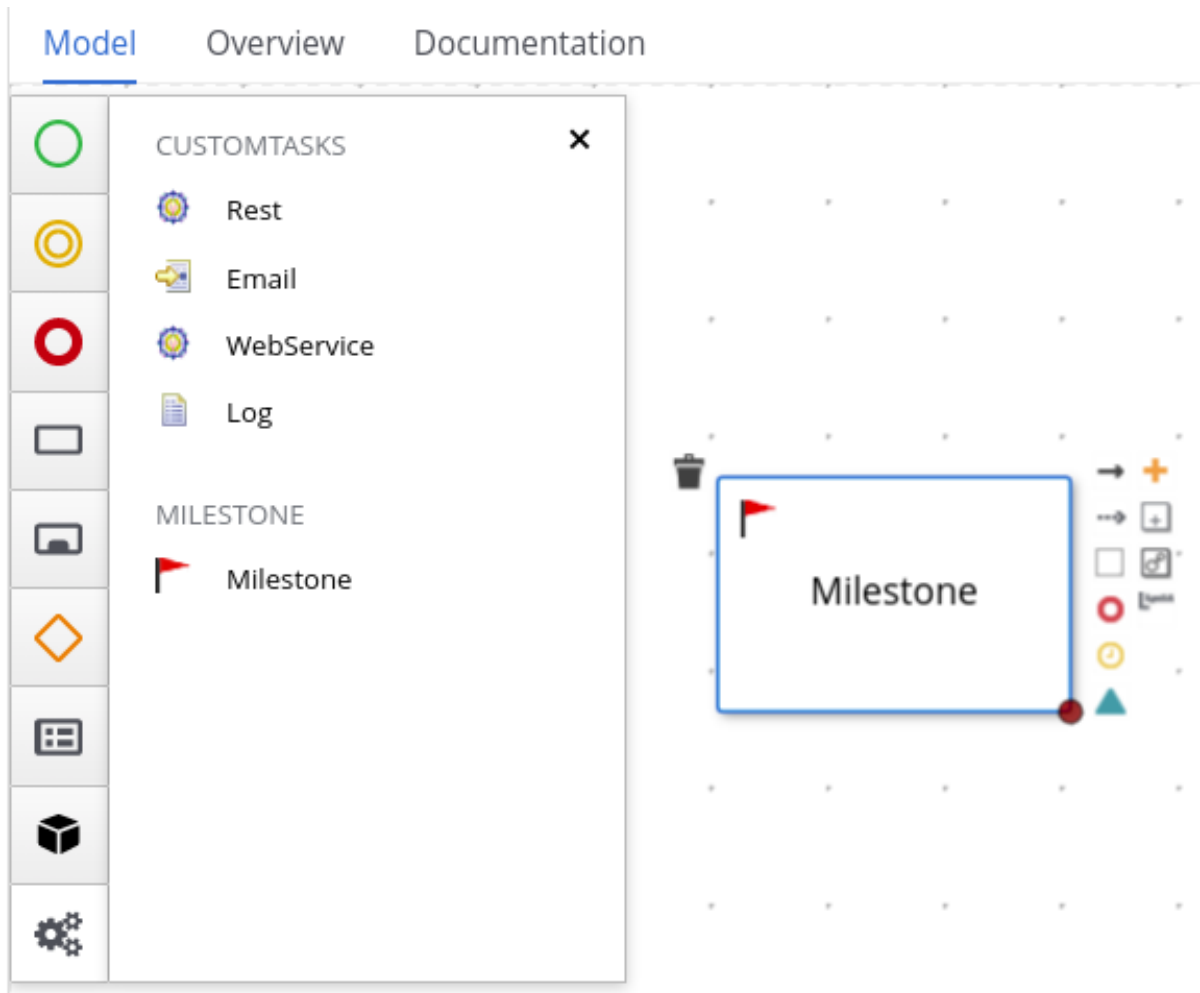 Model Overview Documentation
CUSTOMTASKS
Rest
Email
WebService
Log
MILESTONE
Milestone
Milestone